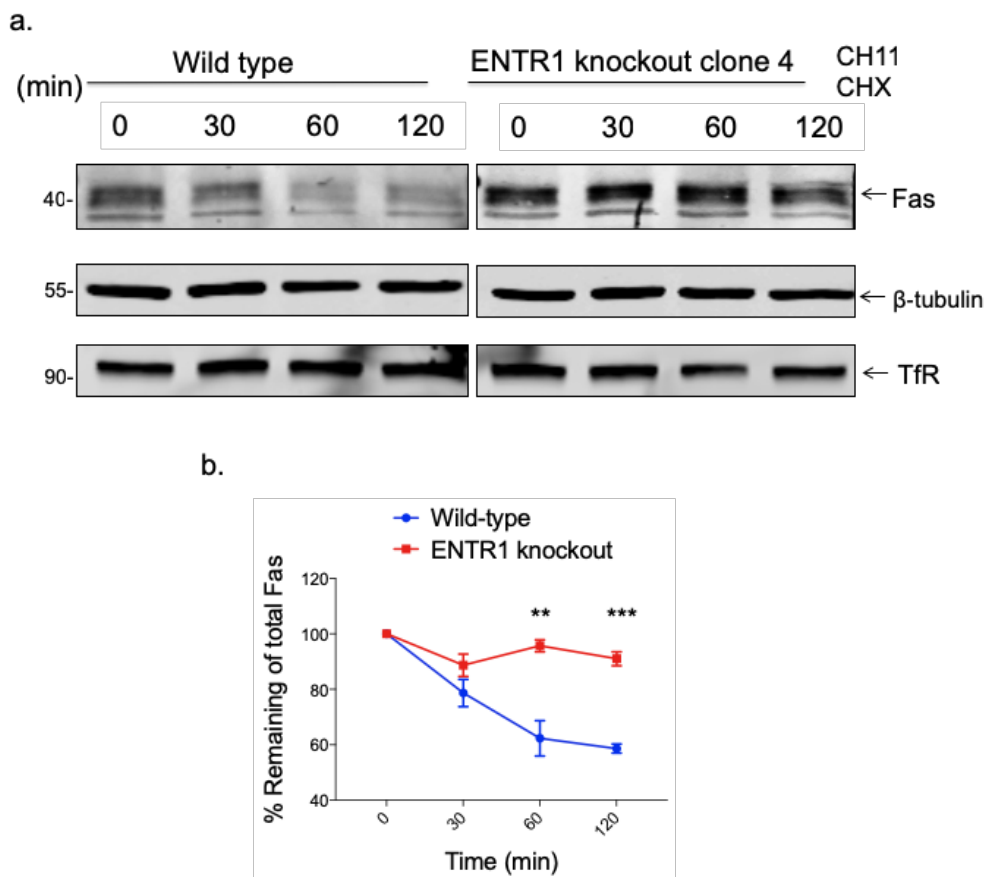 a.
Wild type
ENTR1 knockout clone 4
CH11
(min)
CHX
0 30 60 120
0 30 60 120
40-
Fas
55-
β-tubulin
90-
TfR
b.
Wild-type
ENTR1 knockout
% Remaining of total Fas
120
** ***
100
80
60
40
0 30 60 120
Time (min)